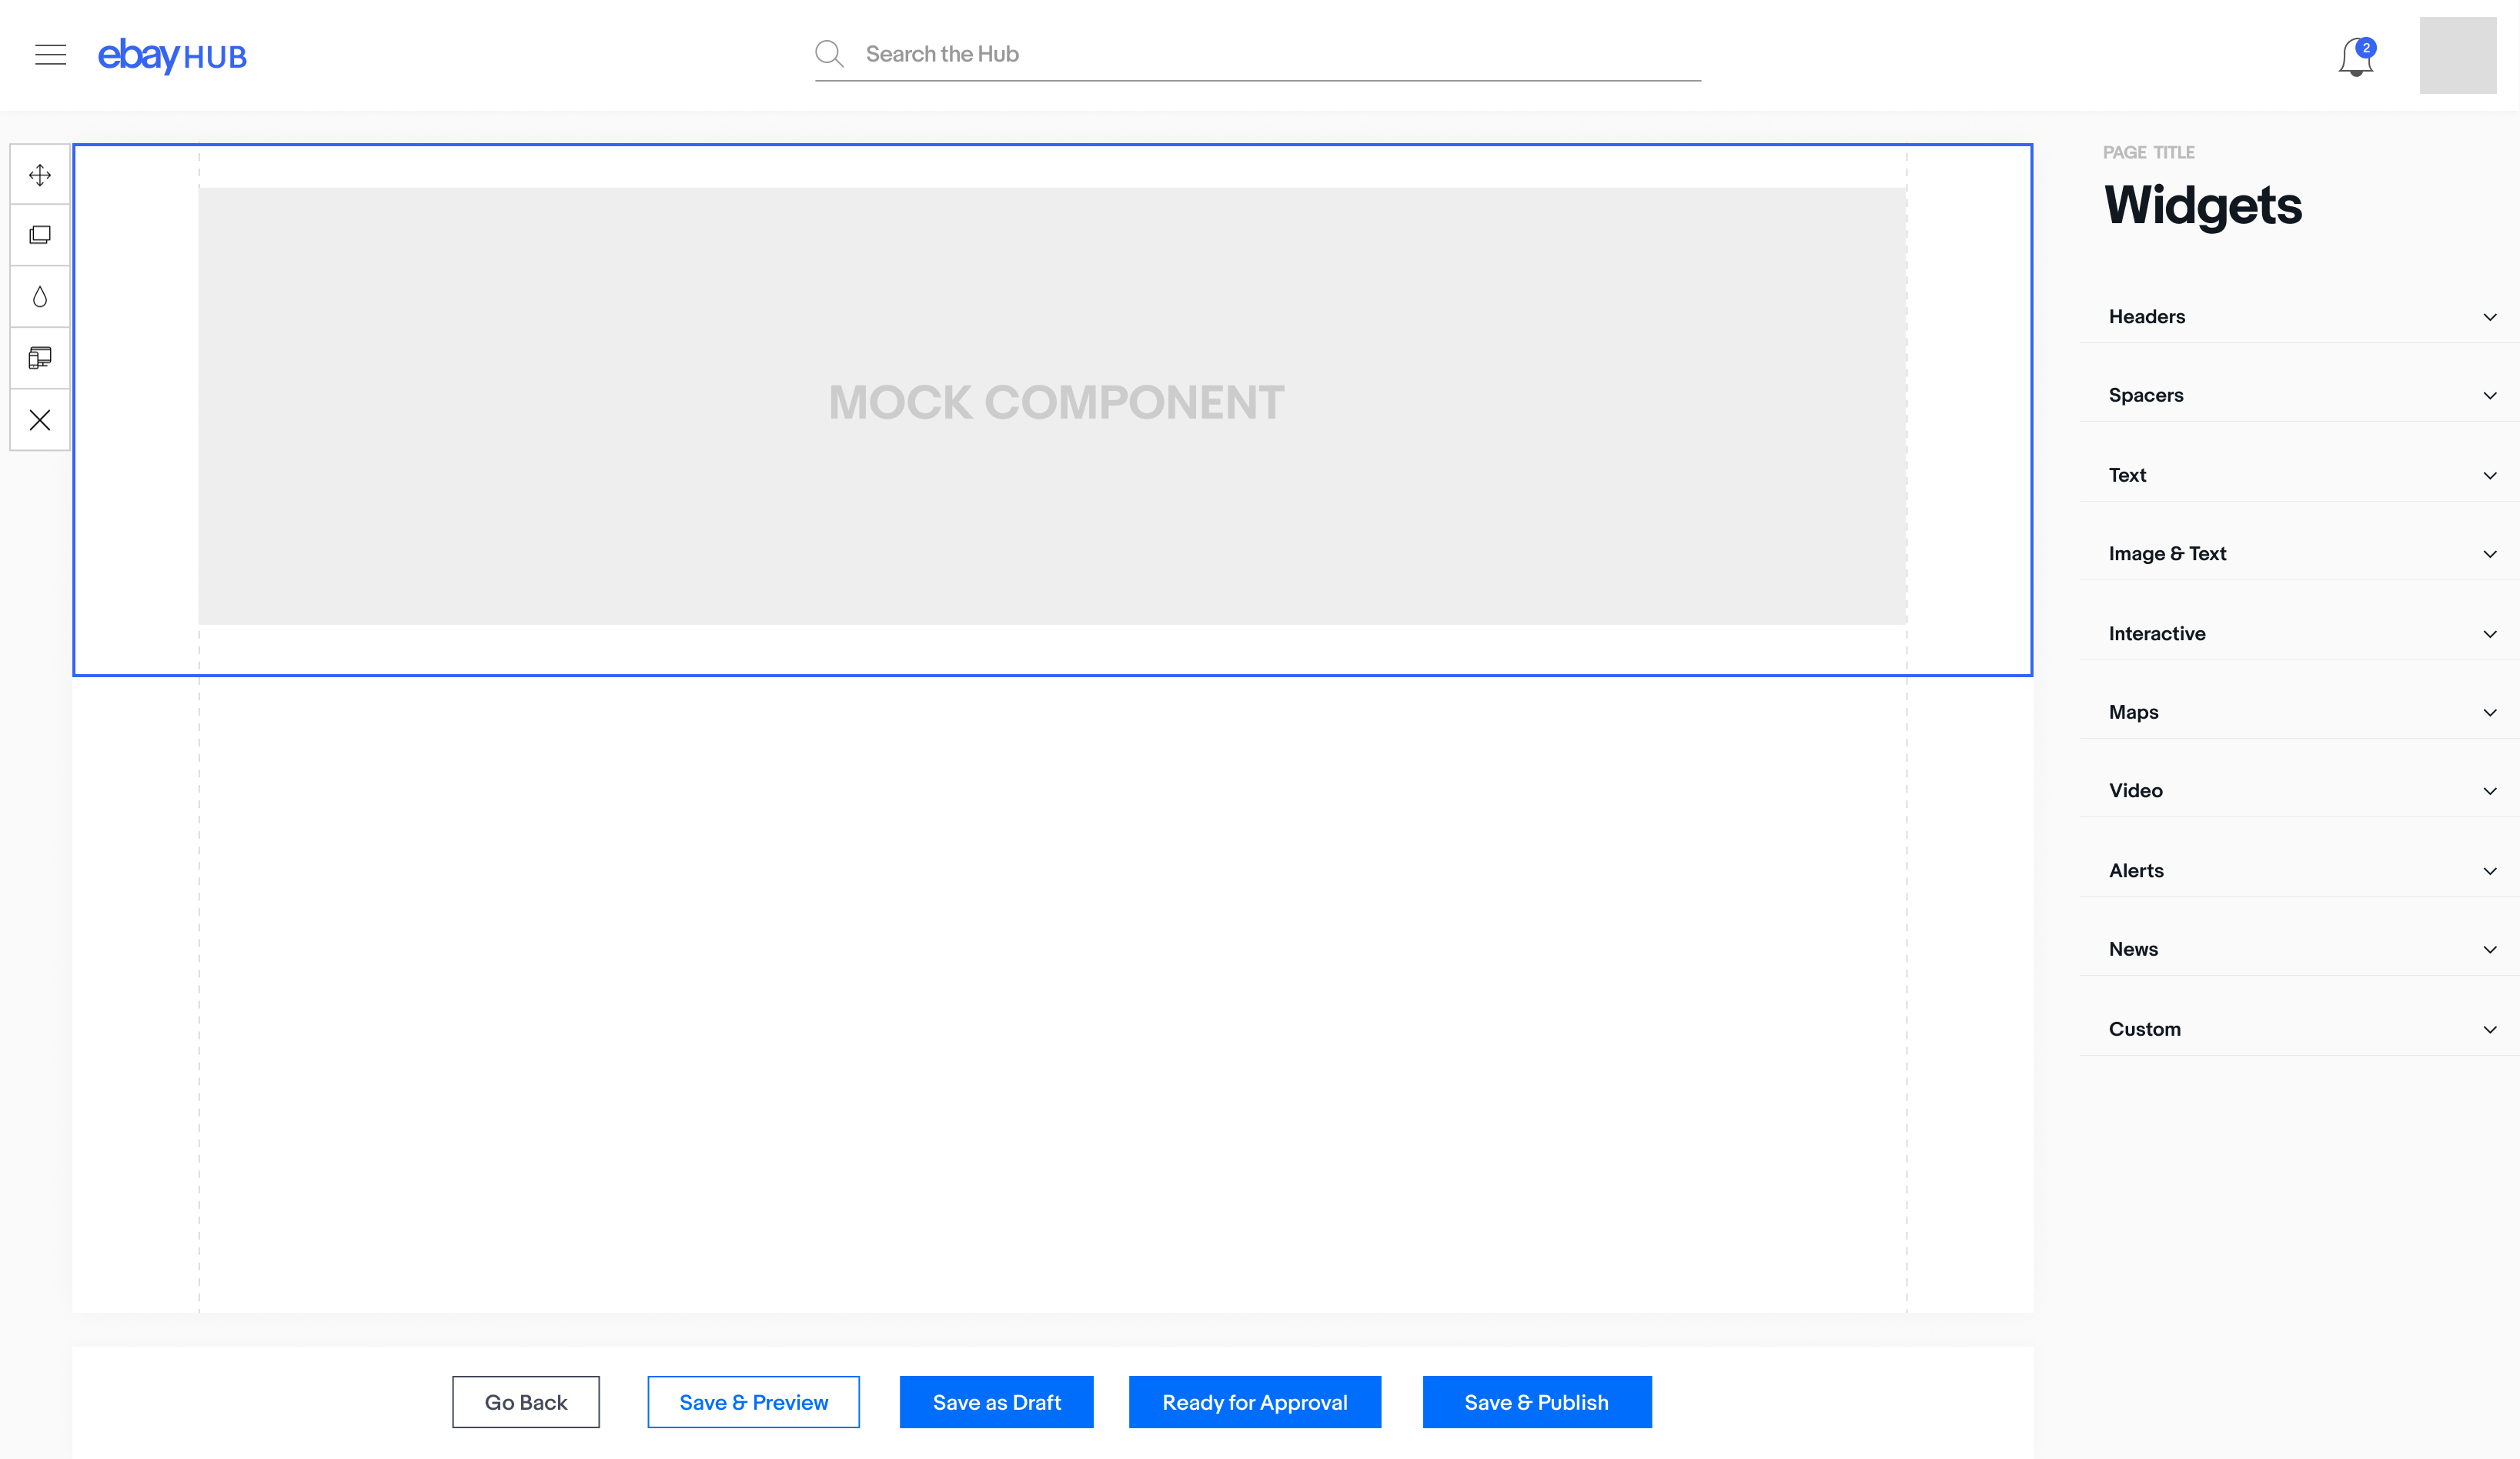 ebay HUB
Search the Hub
2
PAGE TITLE
Widgets
MOCK COMPONENT
Headers
Spacers
Text
Image & Text
Interactive
Maps
Video
Alerts
News
Custom
Go Back
Save & Preview
Save as Draft
Ready for Approval
Save & Publish